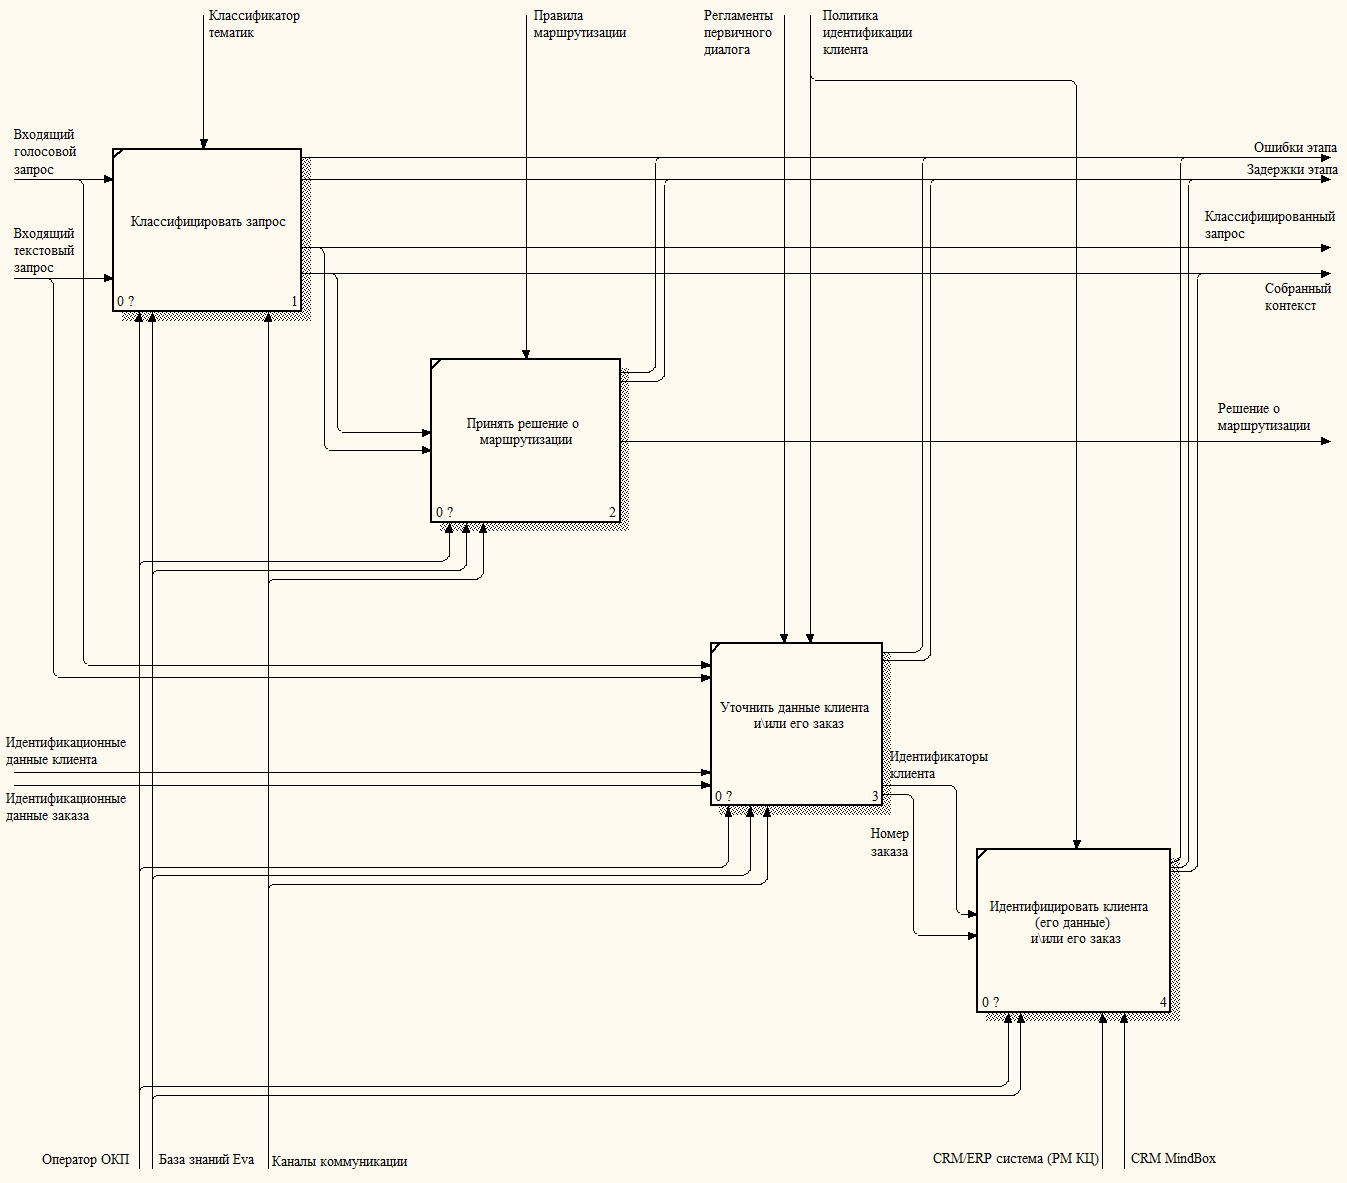 Классификатор
тематик
Правила
маршрутизации
Регламенты
первичного
диалога
Политика
идентификации
клиента
Входящий
голосовой
запрос
Ошибки этапа
Задержки этапа
Классифицировать запрос
Классифицированный
запрос
Входящий
текстовый
запрос
0 ?
1
Собранный
контекст
Принять решение о
маршрутизации
Решение о
маршрутизации
0 ?
2
Уточнить данные клиента
и\или его заказ
Идентификационные
данные клиента
Идентификаторы
клиента
Идентификационные
данные заказа
0 ?
3
Номер
заказа
Идентифицировать клиента
(его данные)
и\или его заказ
0 ?
4
Оператор ОКП
База знаний Eva
Каналы коммуникации
CRM/ERP система (РМ КЦ)
CRM MindBox